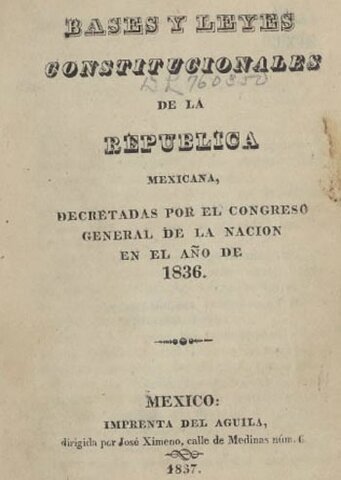 BASES Y LEYES
CONSTITUCIONALES
DE LA
REPUBLICA
MEXICANA,
DECRETADAS POR EL CONGRESO
GENERAL DE LA NACION
EN EL AÑO DE
1836.
MEXICO:
IMPRENTA DEL AGUILA,
dirigida por José Ximeno, calle de Medinas núm. 6
1837.